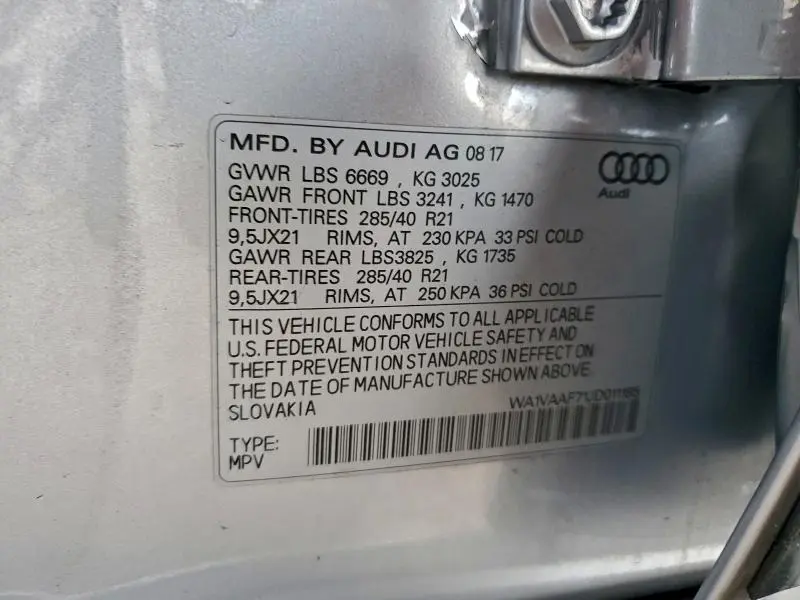 MFD. BY AUDI AG 08 17
GVWR LBS 6669 , KG 3025
GAWR FRONT LBS 3241 , KG 1470
FRONT-TIRES 285/40 R21
9,5JX21 RIMS, AT 230 KPA 33 PSI COLD
GAWR REAR LBS3825 , KG 1735
REAR-TIRES 285/40 R21
9,5JX21 RIMS, AT 250 KPA 36 PSI COLD
Audi
THIS VEHICLE CONFORMS TO ALL APPLICABLE
U.S. FEDERAL MOTOR VEHICLE SAFETY AND
THEFT PREVENTION STANDARDS IN EFFECT ON
THE DATE OF MANUFACTURE SHOWN ABOVE
SLOVAKIA
TYPE:
MPV